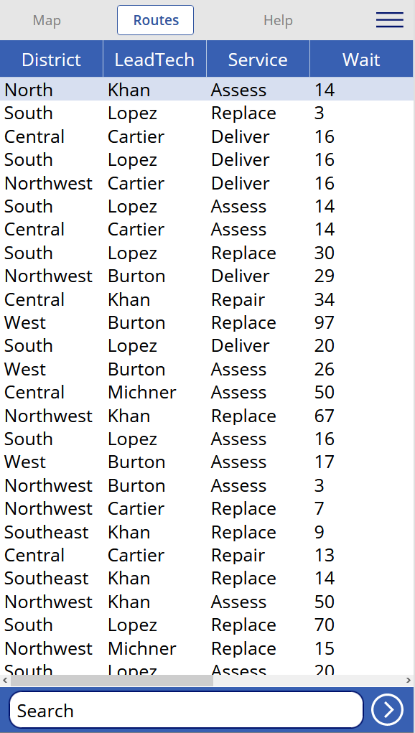 Map Routes Help
District LeadTech Service Wait
North Khan Assess 14
South Lopez Replace 3
Central Cartier Deliver 16
South Lopez Deliver 16
Northwest Cartier Deliver 16
South Lopez Assess 14
Central Cartier Assess 14
South Lopez Replace 30
Northwest Burton Deliver 29
Central Khan Repair 34
West Burton Replace 97
South Lopez Deliver 20
West Burton Assess 26
Central Michner Assess 50
Northwest Khan Replace 67
South Lopez Assess 16
West Burton Assess 17
Northwest Burton Assess 3
Northwest Cartier Replace 7
Southeast Khan Replace 9
Central Cartier Repair 13
Southeast Khan Replace 14
Northwest Khan Assess 50
South Lopez Replace 70
Northwest Michner Replace 15
South Lopez Assess 20
Search